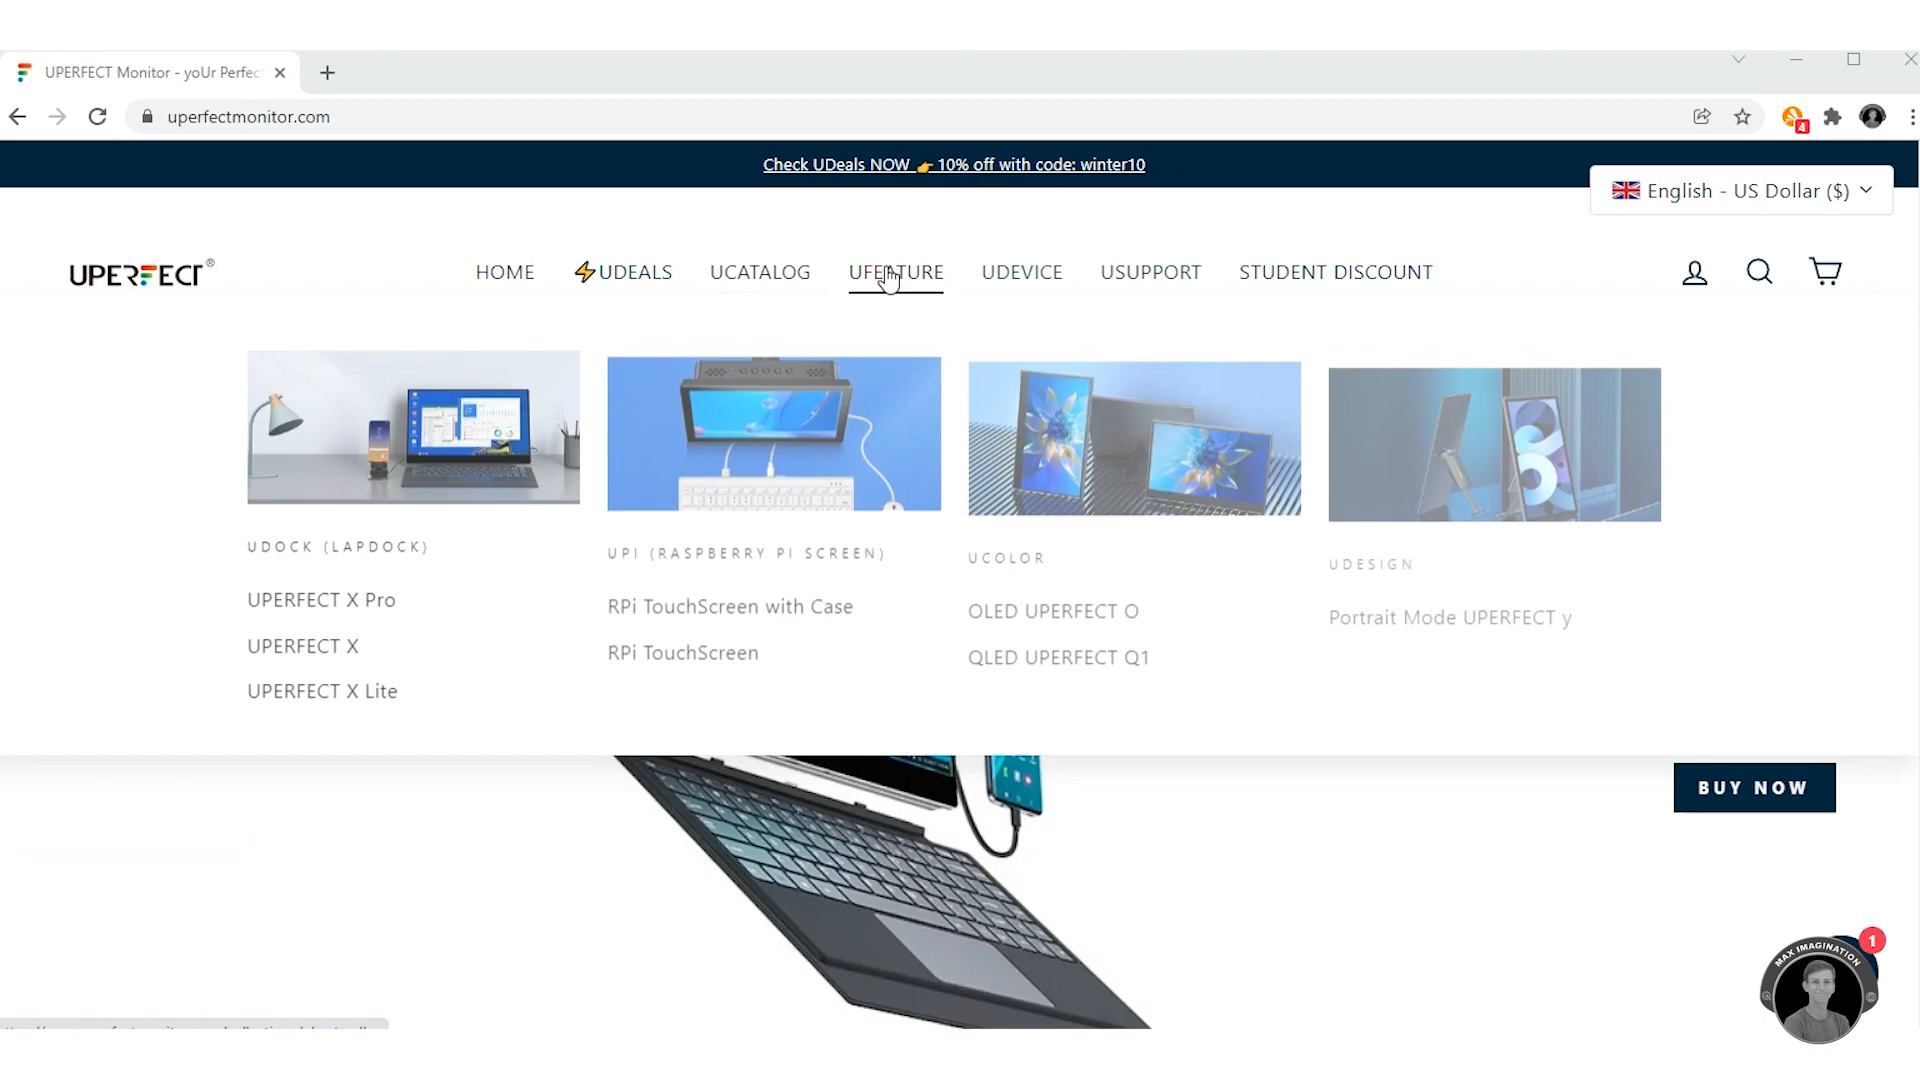 UPERFECT Monitor - yoUr Perfec
uperfectmonitor.com
4
Check UDeals NOW 👉 10% off with code: winter10
English - US Dollar ($)
UPERFECT®
HOME ⚡UDEALS UCATALOG UFEATURE UDEVICE USUPPORT STUDENT DISCOUNT
UDOCK (LAPDOCK)
UPERFECT X Pro
UPERFECT X
UPERFECT X Lite
UPI (RASPBERRY PI SCREEN)
RPi TouchScreen with Case
RPi TouchScreen
UCOLOR
OLED UPERFECT O
QLED UPERFECT Q1
UDESIGN
Portrait Mode UPERFECT y
BUY NOW
1
MAX IMAGINATION